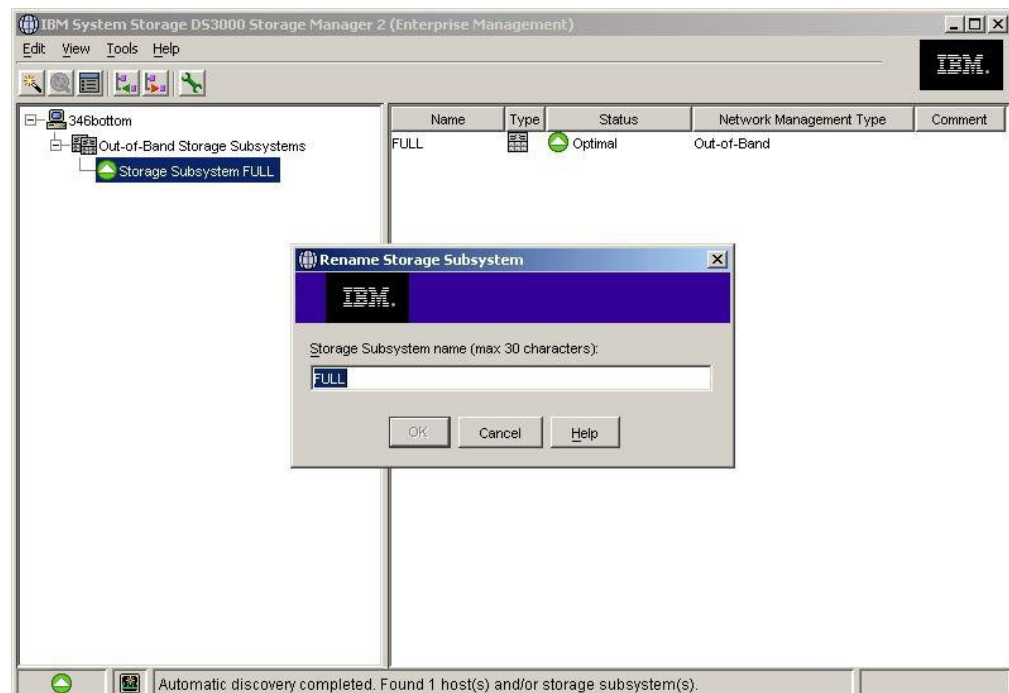 IBM System Storage DS3000 Storage Manager 2 (Enterprise Management)
Edit View Tools Help
IBM.
346bottom
Out-of-Band Storage Subsystems
Storage Subsystem FULL
Name Type Status Network Management Type Comment
FULL Optimal Out-of-Band
Rename Storage Subsystem
IBM.
Storage Subsystem name (max 30 characters):
FULL
OK Cancel Help
Automatic discovery completed. Found 1 host(s) and/or storage subsystem(s).